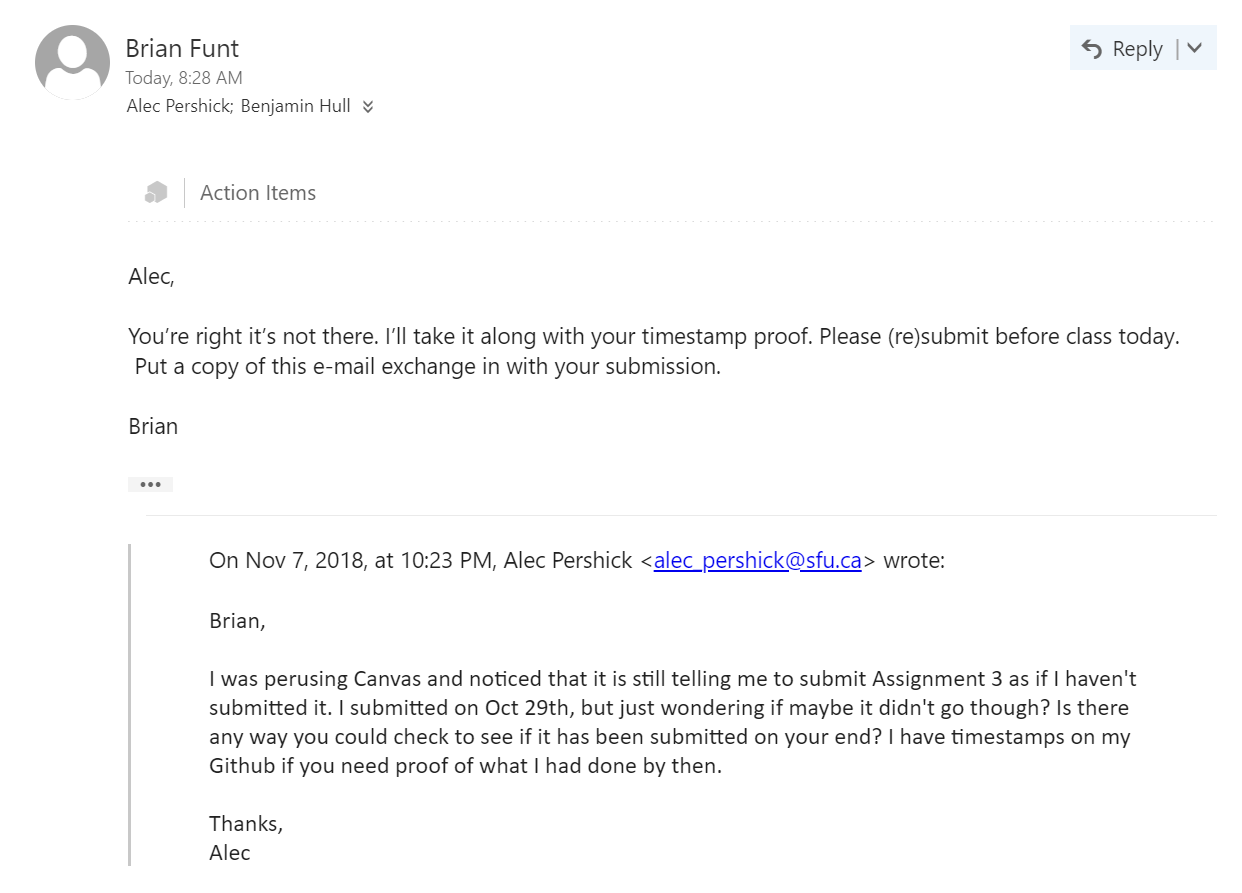 Brian Funt
Reply
Today, 8:28 AM
Alec Pershick; Benjamin Hull
Action Items
Alec,
You’re right it’s not there. I’ll take it along with your timestamp proof. Please (re)submit before class today.
Put a copy of this e-mail exchange in with your submission.
Brian
•••
On Nov 7, 2018, at 10:23 PM, Alec Pershick <alec_pershick@sfu.ca> wrote:
Brian,
I was perusing Canvas and noticed that it is still telling me to submit Assignment 3 as if I haven't
submitted it. I submitted on Oct 29th, but just wondering if maybe it didn't go though? Is there
any way you could check to see if it has been submitted on your end? I have timestamps on my
Github if you need proof of what I had done by then.
Thanks,
Alec